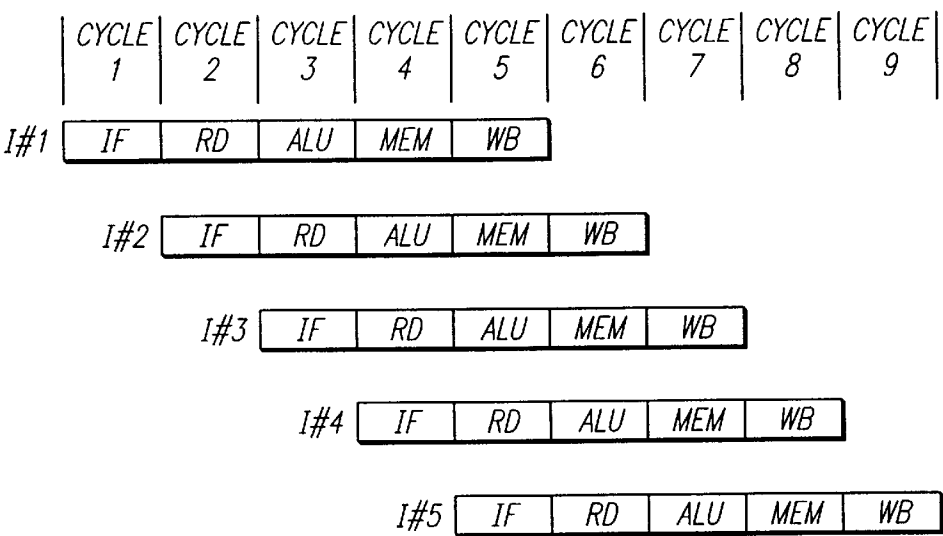 CYCLE CYCLE CYCLE CYCLE CYCLE CYCLE CYCLE CYCLE CYCLE
1 2 3 4 5 6 7 8 9
I#1 IF RD ALU MEM WB
I#2 IF RD ALU MEM WB
I#3 IF RD ALU MEM WB
I#4 IF RD ALU MEM WB
I#5 IF RD ALU MEM WB